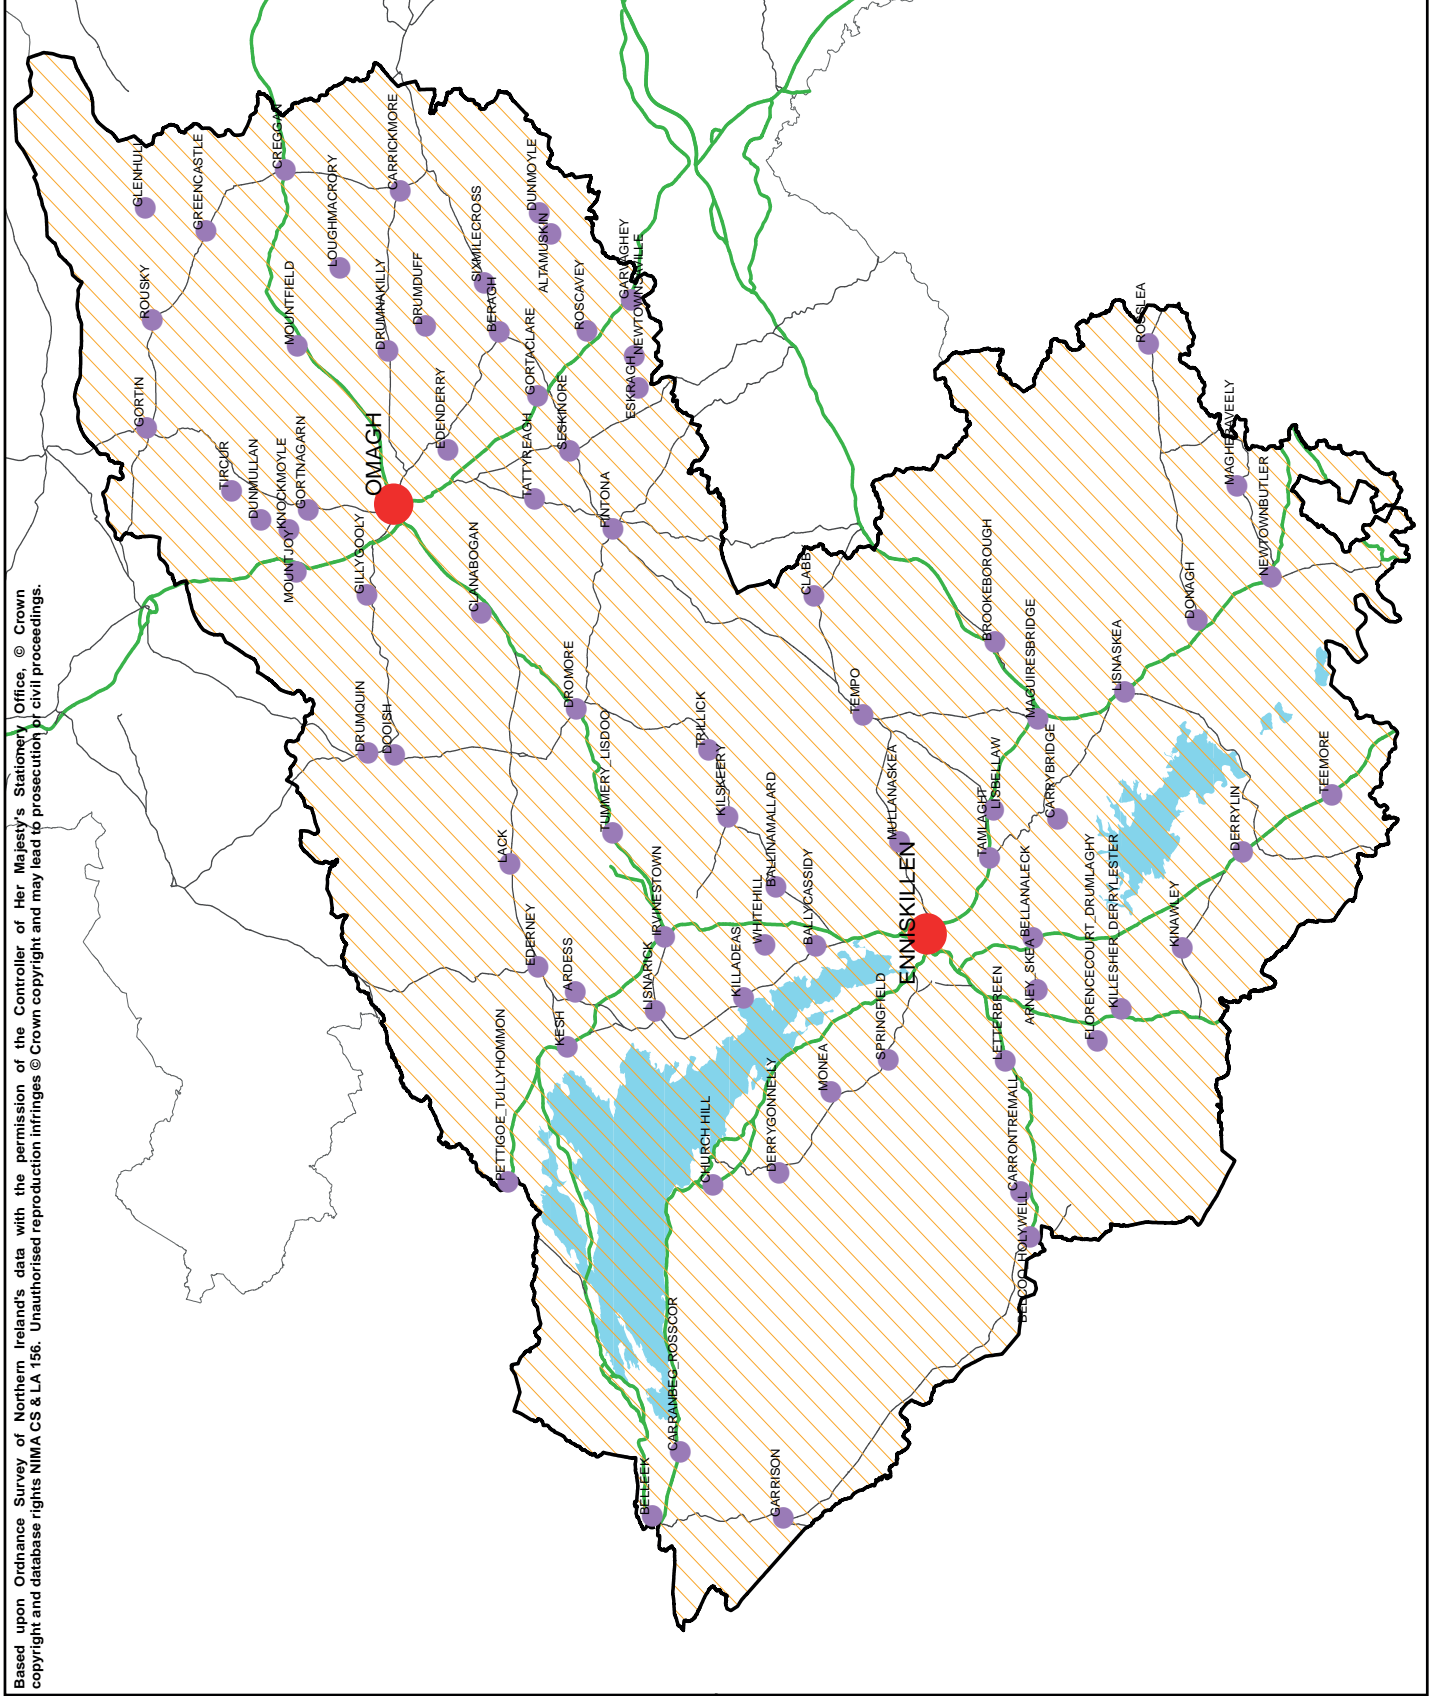 Based upon Ordnance Survey of Northern Ireland's data with the permission of the Controller of Her Majesty's Stationery Office, © Crown
copyright and database rights NIMA CS & LA 156. Unauthorised reproduction infringes © Crown copyright and may lead to prosecution or civil proceedings.
GLENHULL
GREENCASTLE
CREGGAN
ROUSKY
GORTIN
LOUGHMACRORY
CARRICKMORE
MOUNTFIELD
DRUMNAKILLY
DRUMDUFF
SIXMILECROSS
BERAGH
DUNMOYLE
ALTAMUSKIN
ROSCAVEY
GARVAGHEY
NEWTOWNSAVILLE
ESKRAGH
GORTACLARE
SESKINORE
TATTYREAGH
EDENDERRY
OMAGH
TIRCUR
DUNMULLAN
KNOCKMOYLE
GORTNAGARN
MOUNTJOY
GILLYGOOLY
CLANABOGAN
FINTONA
DRUMQUIN
DOOISH
DROMORE
TUMMERY_LISDOO
TRILLICK
KILSKEERY
LACK
EDERNEY
ARDESS
KESH
PETTIGOE_TULLYHOMMON
IRVINESTOWN
LISNARICK
KILLADEAS
WHITEHILL
BALLINAMALLARD
BALLYCASSIDY
ENNISKILLEN
MULLANASKEA
TEMPO
CLABBY
BROOKEBOROUGH
MAGUIRESBRIDGE
LISBELLAW
TAMLAGHT
CARRYBRIDGE
LISNASKEA
DONAGH
NEWTOWNBUTLER
MAGHERAVEELY
ROSSLEA
TEEMORE
DERRYLIN
KINAWLEY
BELLANALECK
ARNEY_SKEA
FLORENCECOURT_DRUMLAGHY
KILLESHER_DERRYLESTER
LETTERBREEN
SPRINGFIELD
MONEA
DERRYGONNELLY
CHURCH HILL
CARRONTREMALL
BELCOO_HOLYWELL
CARRANBEG_ROSSCOR
BELLEEK
GARRISON